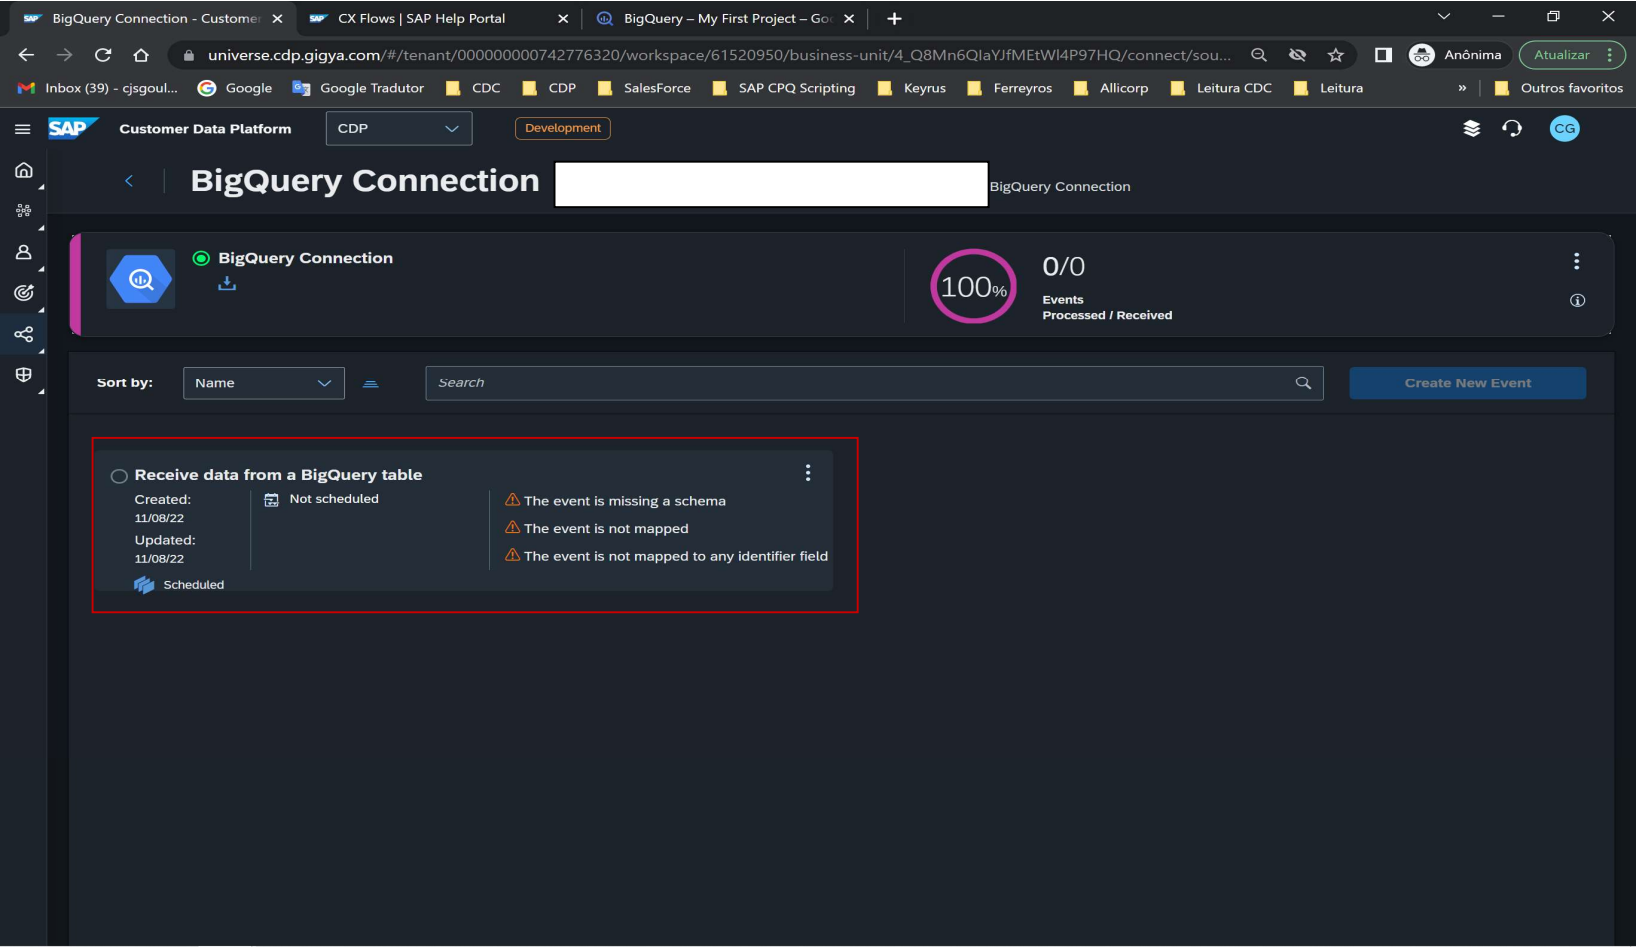 SAP BigQuery Connection - Customer
SAP CX Flows | SAP Help Portal
BigQuery – My First Project – Goo
universe.cdp.gigya.com/#/tenant/000000000742776320/workspace/61520950/business-unit/4_Q8Mn6QIaYJfMEtWl4P97HQ/connect/sou...
Anônima
Atualizar
Inbox (39) - cjsgoul... Google Google Tradutor CDC CDP SalesForce SAP CPQ Scripting Keyrus Ferreyros Allicorp Leitura CDC Leitura » Outros favoritos
SAP Customer Data Platform CDP Development CG
BigQuery Connection BigQuery Connection
BigQuery Connection
100%
0/0
Events
Processed / Received
Sort by: Name Search Create New Event
Receive data from a BigQuery table
Created:
11/08/22
Updated:
11/08/22
Not scheduled
The event is missing a schema
The event is not mapped
The event is not mapped to any identifier field
Scheduled